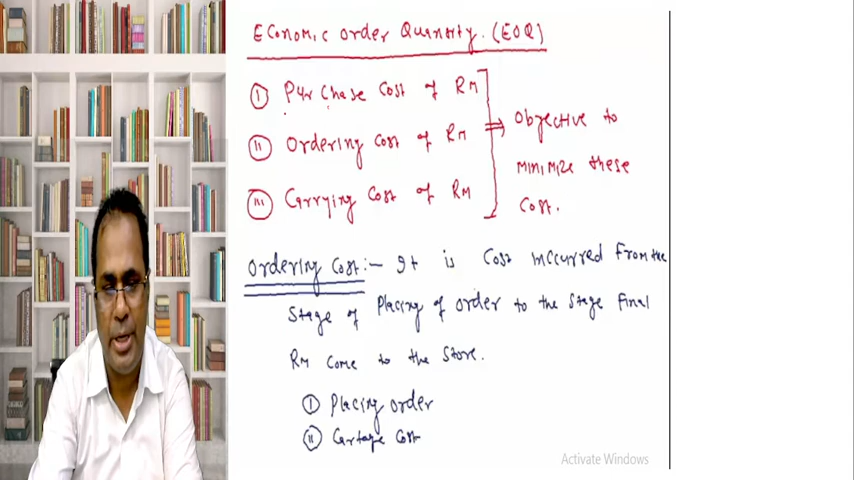 Economic Order Quantity. (EOQ)
(I) Purchase Cost of RM
(II) Ordering Cost of RM
(III) Carrying Cost of RM
⇒ Objective to
minimize these
Cost.
Ordering Cost:- It is Cost incurred from the
Stage of Placing of order to the Stage Final
RM Come to the Store.
(I) Placing order
(II) Cartage Cost
Activate Windows